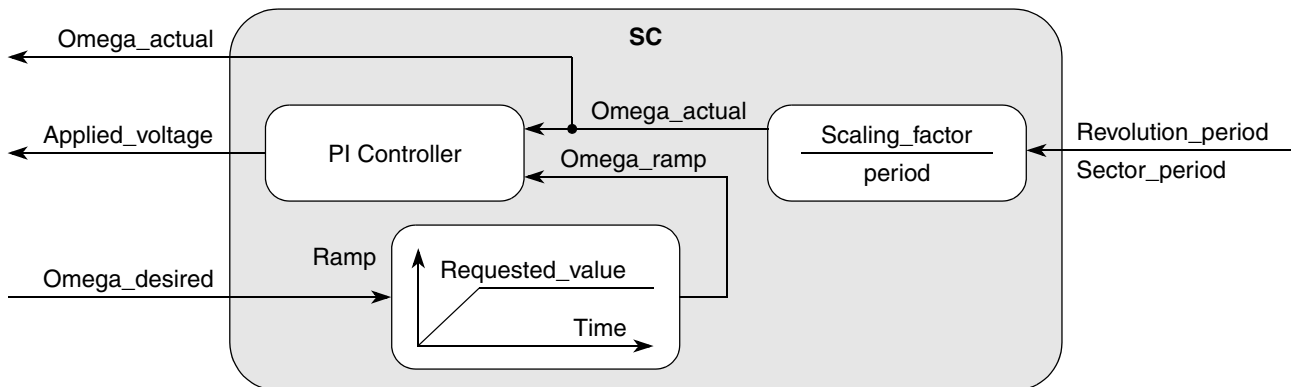 SC
Omega_actual
Applied_voltage
PI Controller
Omega_actual
Omega_ramp
Scaling_factor
period
Revolution_period
Sector_period
Omega_desired
Ramp
Requested_value
Time